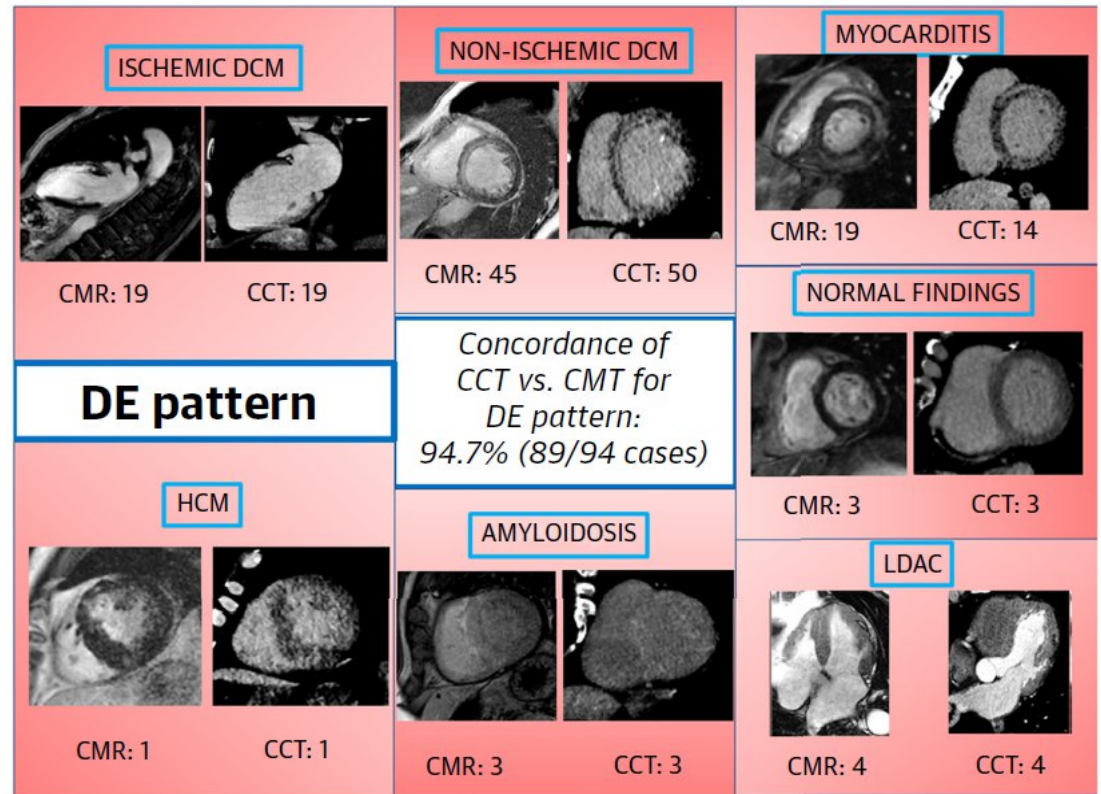 ISCHEMIC DCM
CMR: 19
CCT: 19
NON-ISCHEMIC DCM
CMR: 45
CCT: 50
MYOCARDITIS
CMR: 19
CCT: 14
NORMAL FINDINGS
CMR: 3
CCT: 3
DE pattern
Concordance of
CCT vs. CMT for
DE pattern:
94.7% (89/94 cases)
HCM
CMR: 1
CCT: 1
AMYLOIDOSIS
CMR: 3
CCT: 3
LDAC
CMR: 4
CCT: 4